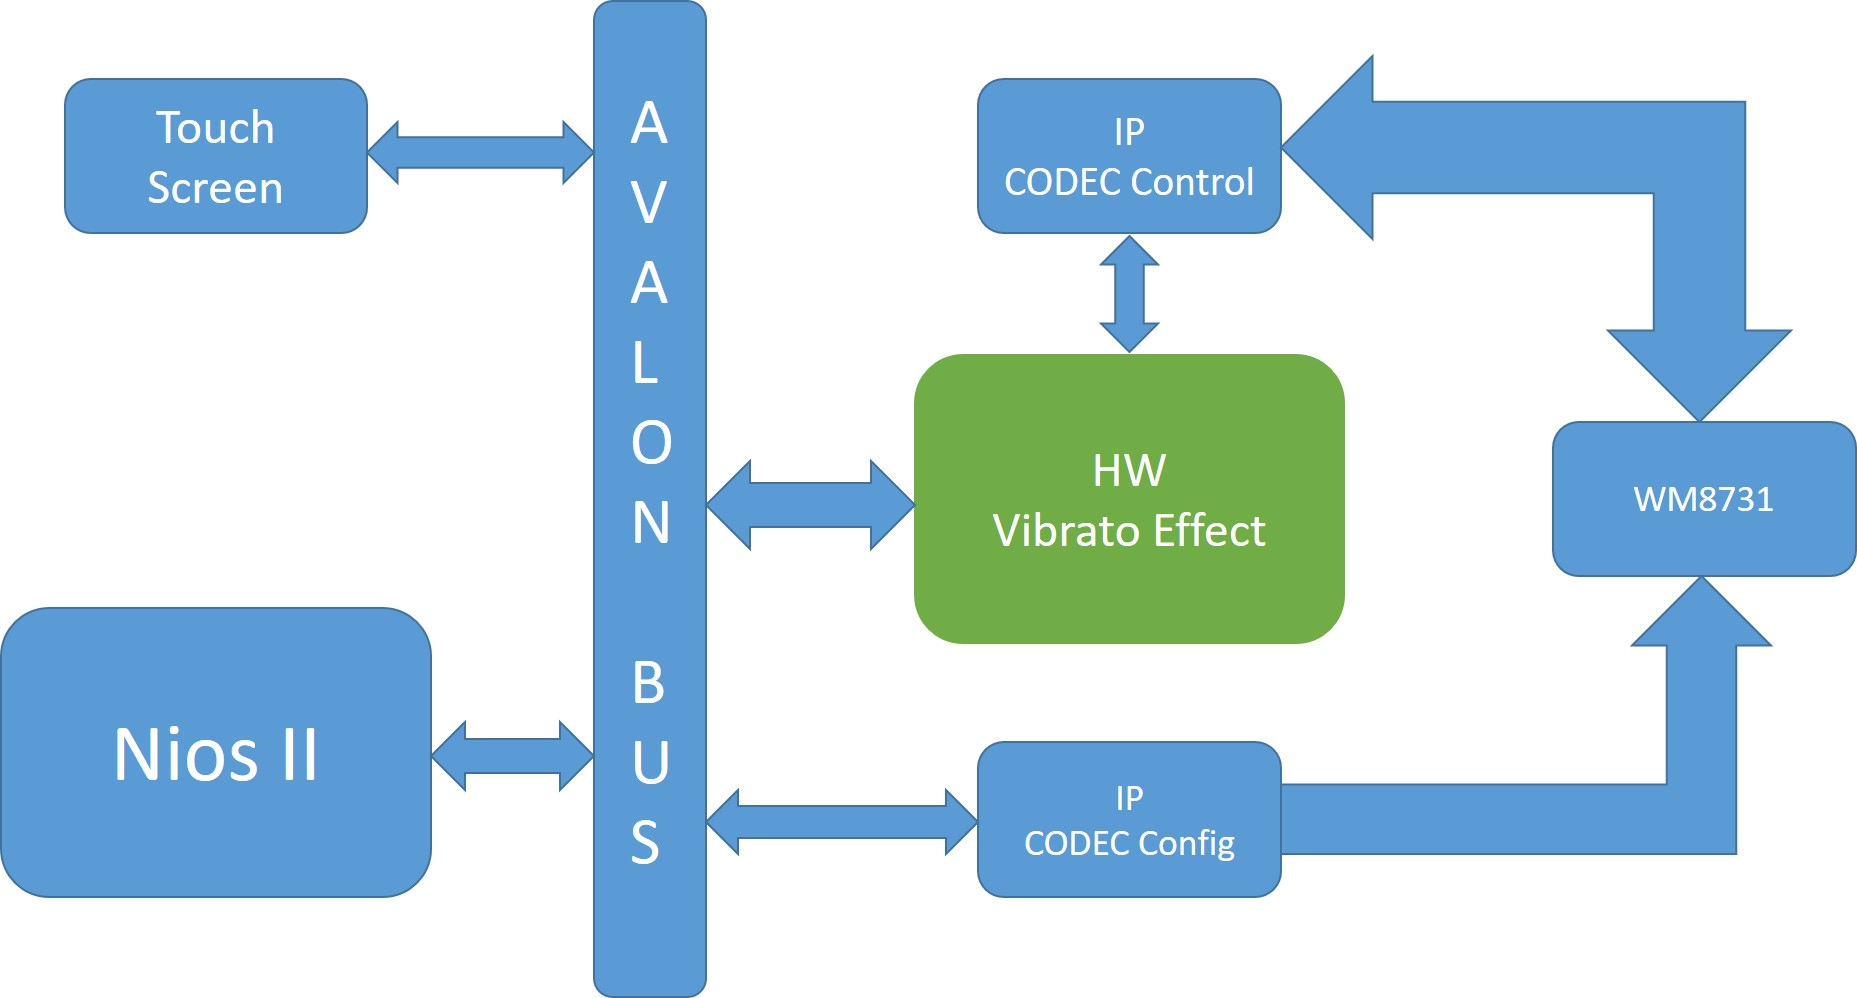 Touch
Screen
A
V
A
L
O
N
B
U
S
IP
CODEC Control
HW
Vibrato Effect
WM8731
Nios II
IP
CODEC Config